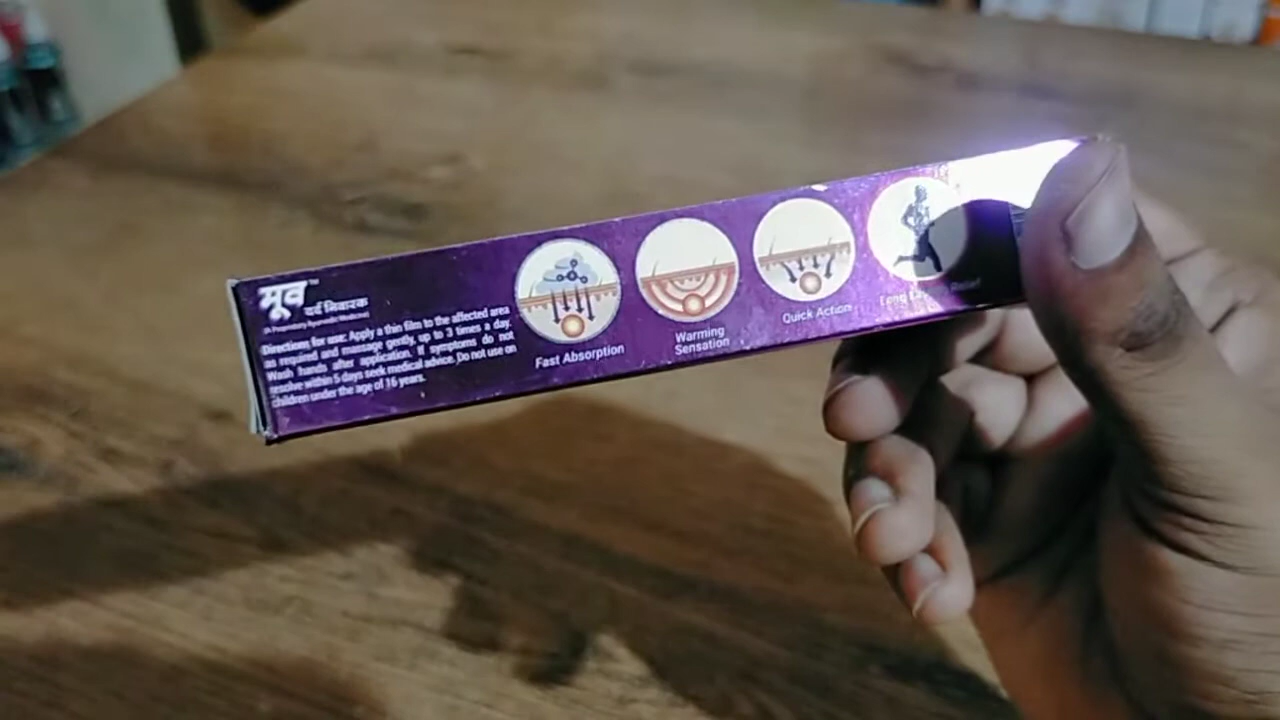 मूव™ दर्द निवारक
(A Proprietary Ayurvedic Medicine)
Directions for use: Apply a thin film to the affected area
as required and massage gently, up to 3 times a day.
Wash hands after application. If symptoms do not
resolve within 5 days seek medical advice. Do not use on
children under the age of 16 years.
Fast Absorption
Warming
Sensation
Quick Action
Long Lasting Relief